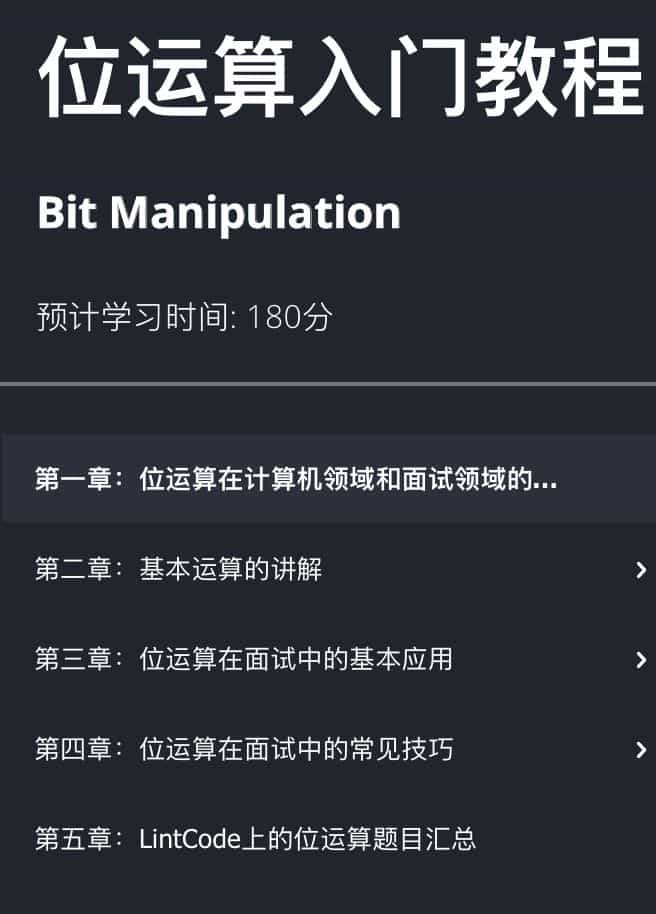 位运算入门教程
Bit Manipulation
预计学习时间: 180分
第一章：位运算在计算机领域和面试领域的...
第二章：基本运算的讲解
第三章：位运算在面试中的基本应用
第四章：位运算在面试中的常见技巧
第五章：LintCode上的位运算题目汇总